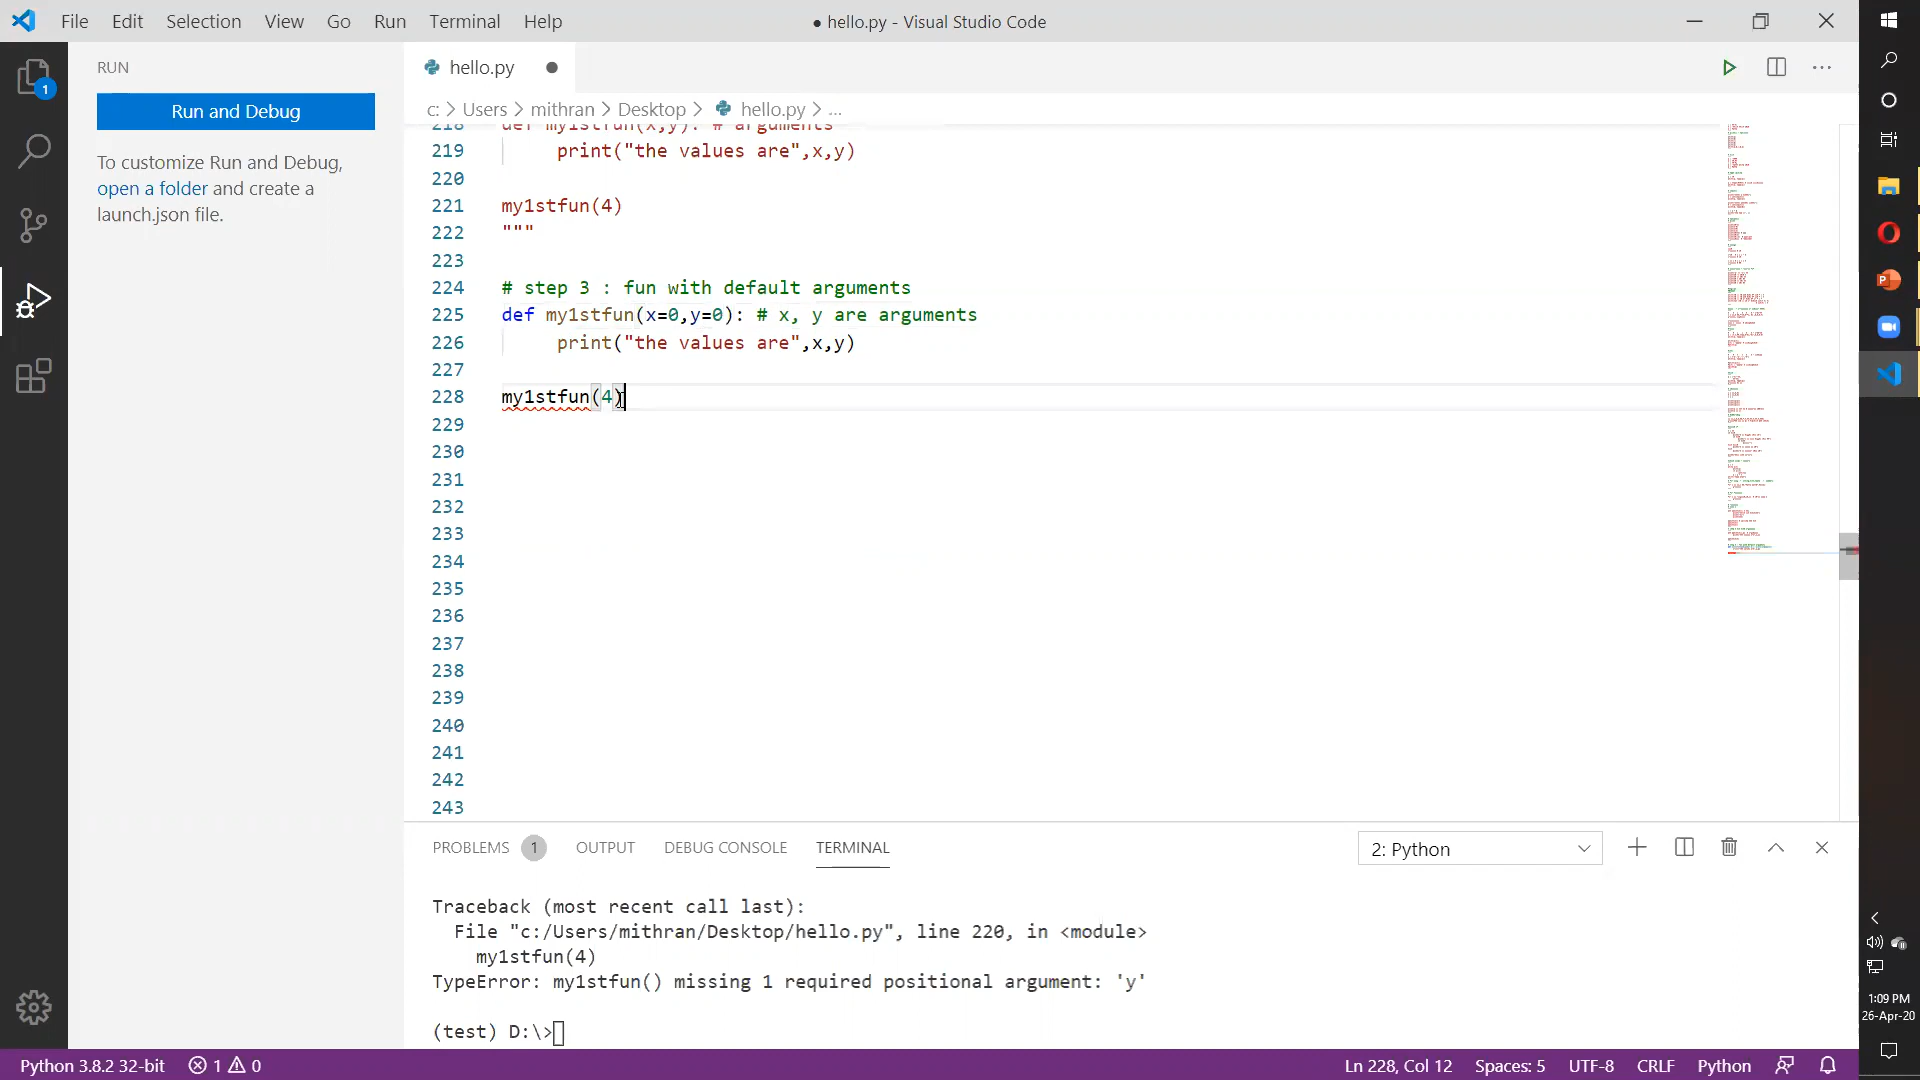 File Edit Selection View Go Run Terminal Help
● hello.py - Visual Studio Code
RUN
Run and Debug
To customize Run and Debug,
open a folder and create a
launch.json file.
1
hello.py
c: > Users > mithran > Desktop > hello.py > ...
218 def my1stfun(x,y): # arguments
219 print("the values are",x,y)
220
221 my1stfun(4)
222 """
223
224 # step 3 : fun with default arguments
225 def my1stfun(x=0,y=0): # x, y are arguments
226 print("the values are",x,y)
227
228 my1stfun(4)
229
230
231
232
233
234
235
236
237
238
239
240
241
242
243
PROBLEMS 1 OUTPUT DEBUG CONSOLE TERMINAL
2: Python
Traceback (most recent call last):
File "c:/Users/mithran/Desktop/hello.py", line 220, in <module>
my1stfun(4)
TypeError: my1stfun() missing 1 required positional argument: 'y'
(test) D:\>
Python 3.8.2 32-bit 1 0
Ln 228, Col 12 Spaces: 5 UTF-8 CRLF Python
1:09 PM
26-Apr-20